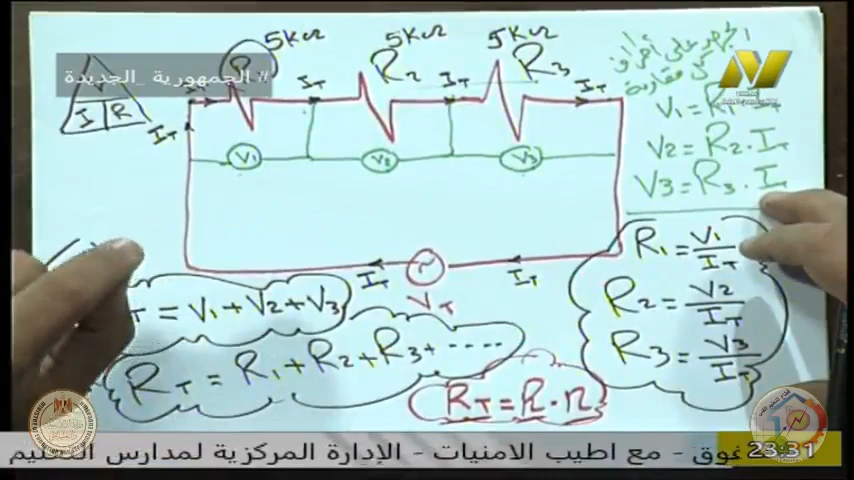 5KΩ 5KΩ 5KΩ
R2 R3
# الجمهورية _الجديدة
I R
IT IT IT IT
V1 V2 V3
الجهد على أطراف
كل مقاومة
V1 = R1 . IT
V2 = R2 . IT
V3 = R3 . IT
IT IT
VT
R1 = V1/IT
R2 = V2/IT
R3 = V3/IT
T = V1 + V2 + V3
RT = R1 + R2 + R3 + ....
RT = R . n
فوق - مع اطيب الامنيات - الإدارة المركزية لمدارس التعليم
23:31